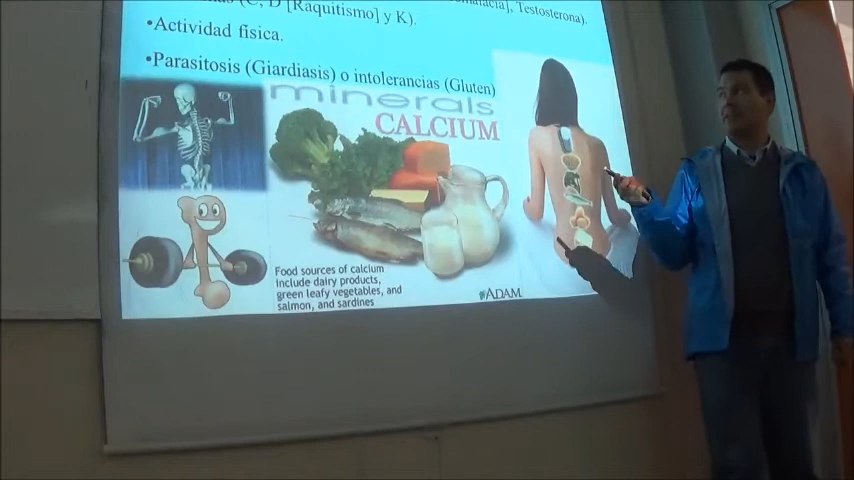 (C, D [Raquitismo] y K).
Testosterona).
•Actividad física.
•Parasitosis (Giardiasis) o intolerancias (Gluten)
minerals
CALCIUM
Food sources of calcium
include dairy products,
green leafy vegetables, and
salmon, and sardines
ADAM